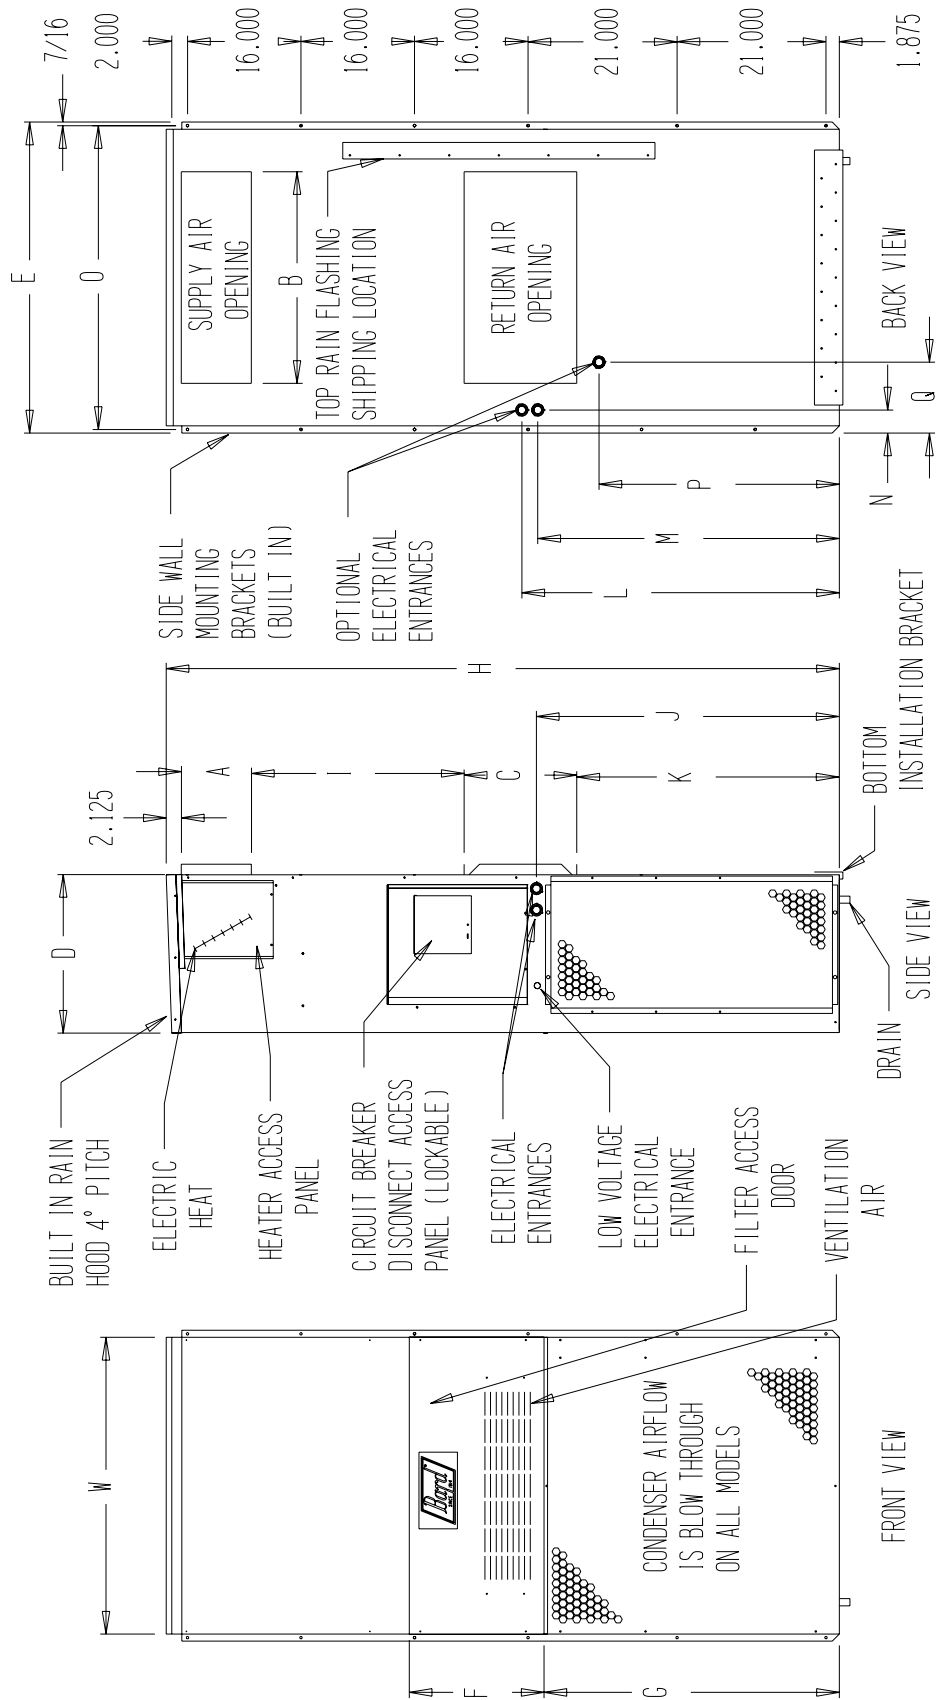 W
F
G
Bard
CONDENSER AIRFLOW
IS BLOW THROUGH
ON ALL MODELS
FRONT VIEW
BUILT IN RAIN
HOOD 4° PITCH
ELECTRIC
HEAT
HEATER ACCESS
PANEL
CIRCUIT BREAKER
DISCONNECT ACCESS
PANEL (LOCKABLE)
ELECTRICAL
ENTRANCES
LOW VOLTAGE
ELECTRICAL
ENTRANCE
FILTER ACCESS
DOOR
VENTILATION
AIR
D
2.125
A
I
C
K
J
H
DRAIN
SIDE VIEW
BOTTOM
INSTALLATION BRACKET
SIDE WALL
MOUNTING
BRACKETS
(BUILT IN)
OPTIONAL
ELECTRICAL
ENTRANCES
L
M
P
N
Q
E
O
SUPPLY AIR
OPENING
B
TOP RAIN FLASHING
SHIPPING LOCATION
RETURN AIR
OPENING
BACK VIEW
7/16
2.000
16.000
16.000
16.000
21.000
21.000
1.875